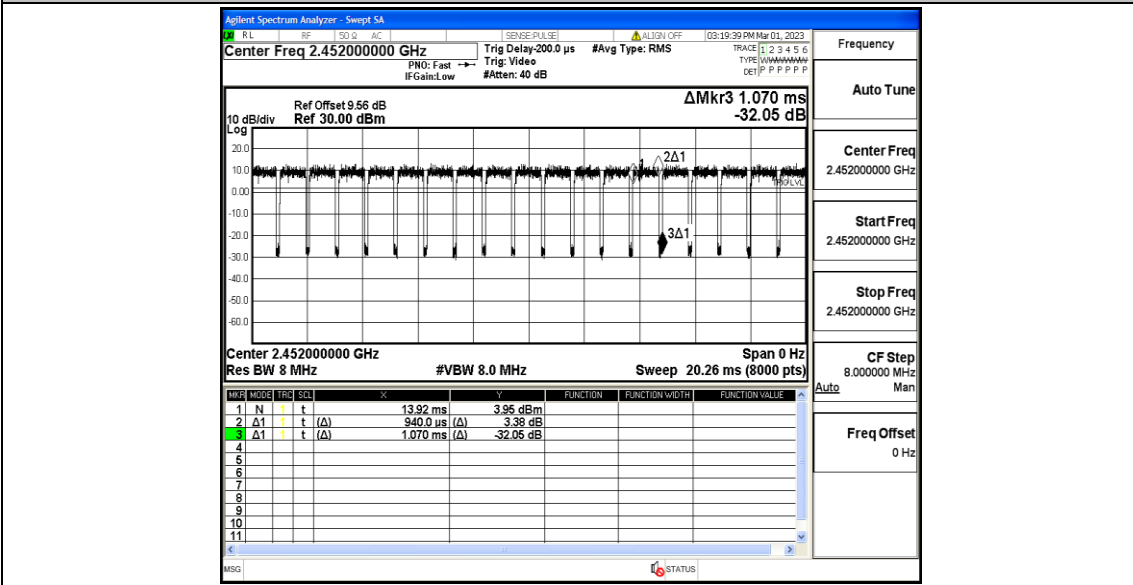 Agilent Spectrum Analyzer - Swept SA
LXI RL RF 50 Ω AC SENSE:PULSE ALIGN OFF 03:19:39 PM Mar 01, 2023
Center Freq 2.452000000 GHz
PNO: Fast
IFGain:Low
Trig Delay-200.0 µs
Trig: Video
#Atten: 40 dB
#Avg Type: RMS
TRACE 1 2 3 4 5 6
TYPE WWWWWW
DET P P P P P P
ΔMkr3 1.070 ms
-32.05 dB
Ref Offset 9.56 dB
10 dB/div Ref 30.00 dBm
Log
20.0
10.0
0.00
-10.0
-20.0
-30.0
-40.0
-50.0
-60.0
1
2Δ1
3Δ1
TRIG LVL
Center 2.452000000 GHz Span 0 Hz
Res BW 8 MHz #VBW 8.0 MHz Sweep 20.26 ms (8000 pts)
MKR MODE TRC SCL X Y FUNCTION FUNCTION WIDTH FUNCTION VALUE
1 N 1 t 13.92 ms 3.95 dBm
2 Δ1 1 t (Δ) 940.0 µs (Δ) 3.38 dB
3 Δ1 1 t (Δ) 1.070 ms (Δ) -32.05 dB
4
5
6
7
8
9
10
11
MSG STATUS
Frequency
Auto Tune
Center Freq
2.452000000 GHz
Start Freq
2.452000000 GHz
Stop Freq
2.452000000 GHz
CF Step
8.000000 MHz
Auto Man
Freq Offset
0 Hz